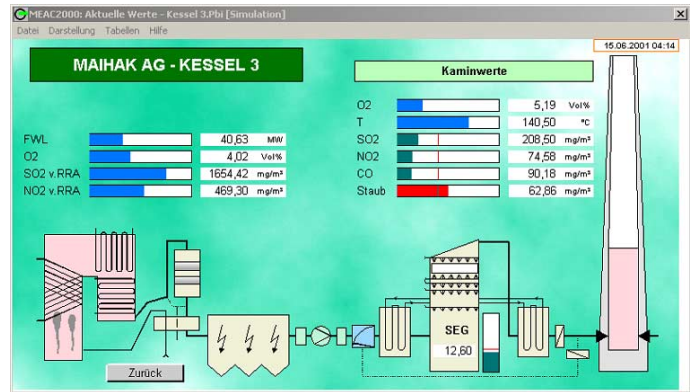 MEAC2000: Aktuelle Werte - Kessel 3.Pbi [Simulation]
Datei Darstellung Tabellen Hilfe
15.06.2001 04:14
MAIHAK AG - KESSEL 3
Kaminwerte
FWL 40,63 MW
O2 4,02 Vol%
SO2 v.RRA 1654,42 mg/m³
NO2 v.RRA 469,30 mg/m³
O2 5,19 Vol%
T 140,50 °C
SO2 208,50 mg/m³
NO2 74,58 mg/m³
CO 90,18 mg/m³
Staub 62,86 mg/m³
SEG
12,60
Zurück